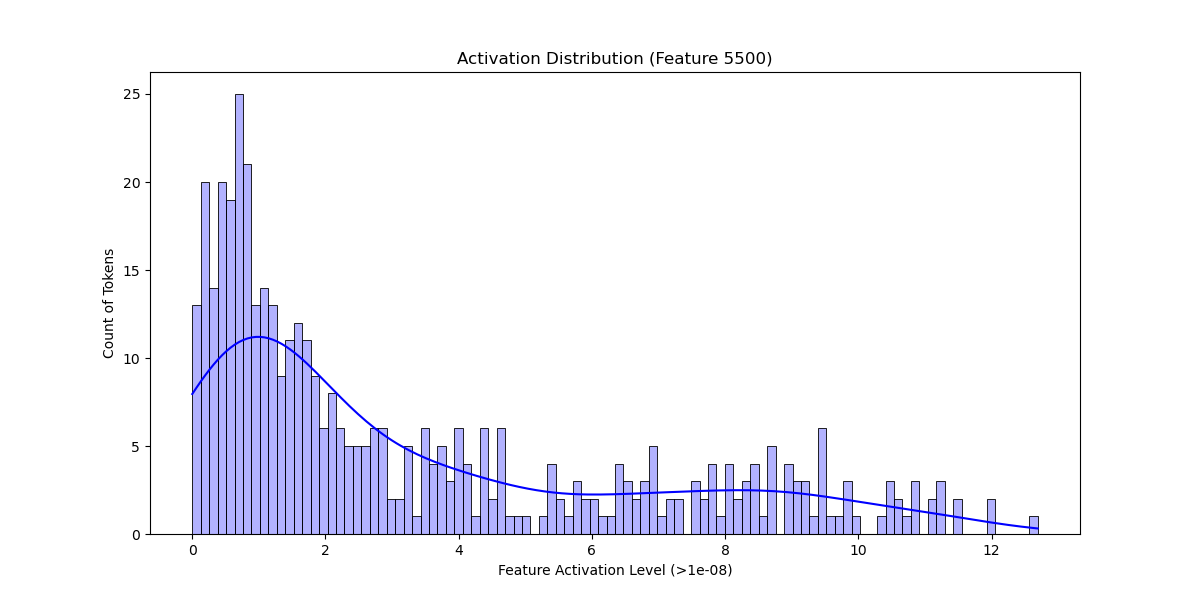 Activation Distribution (Feature 5500)
25
20
15
10
5
0
Count of Tokens
0 2 4 6 8 10 12
Feature Activation Level (>1e-08)